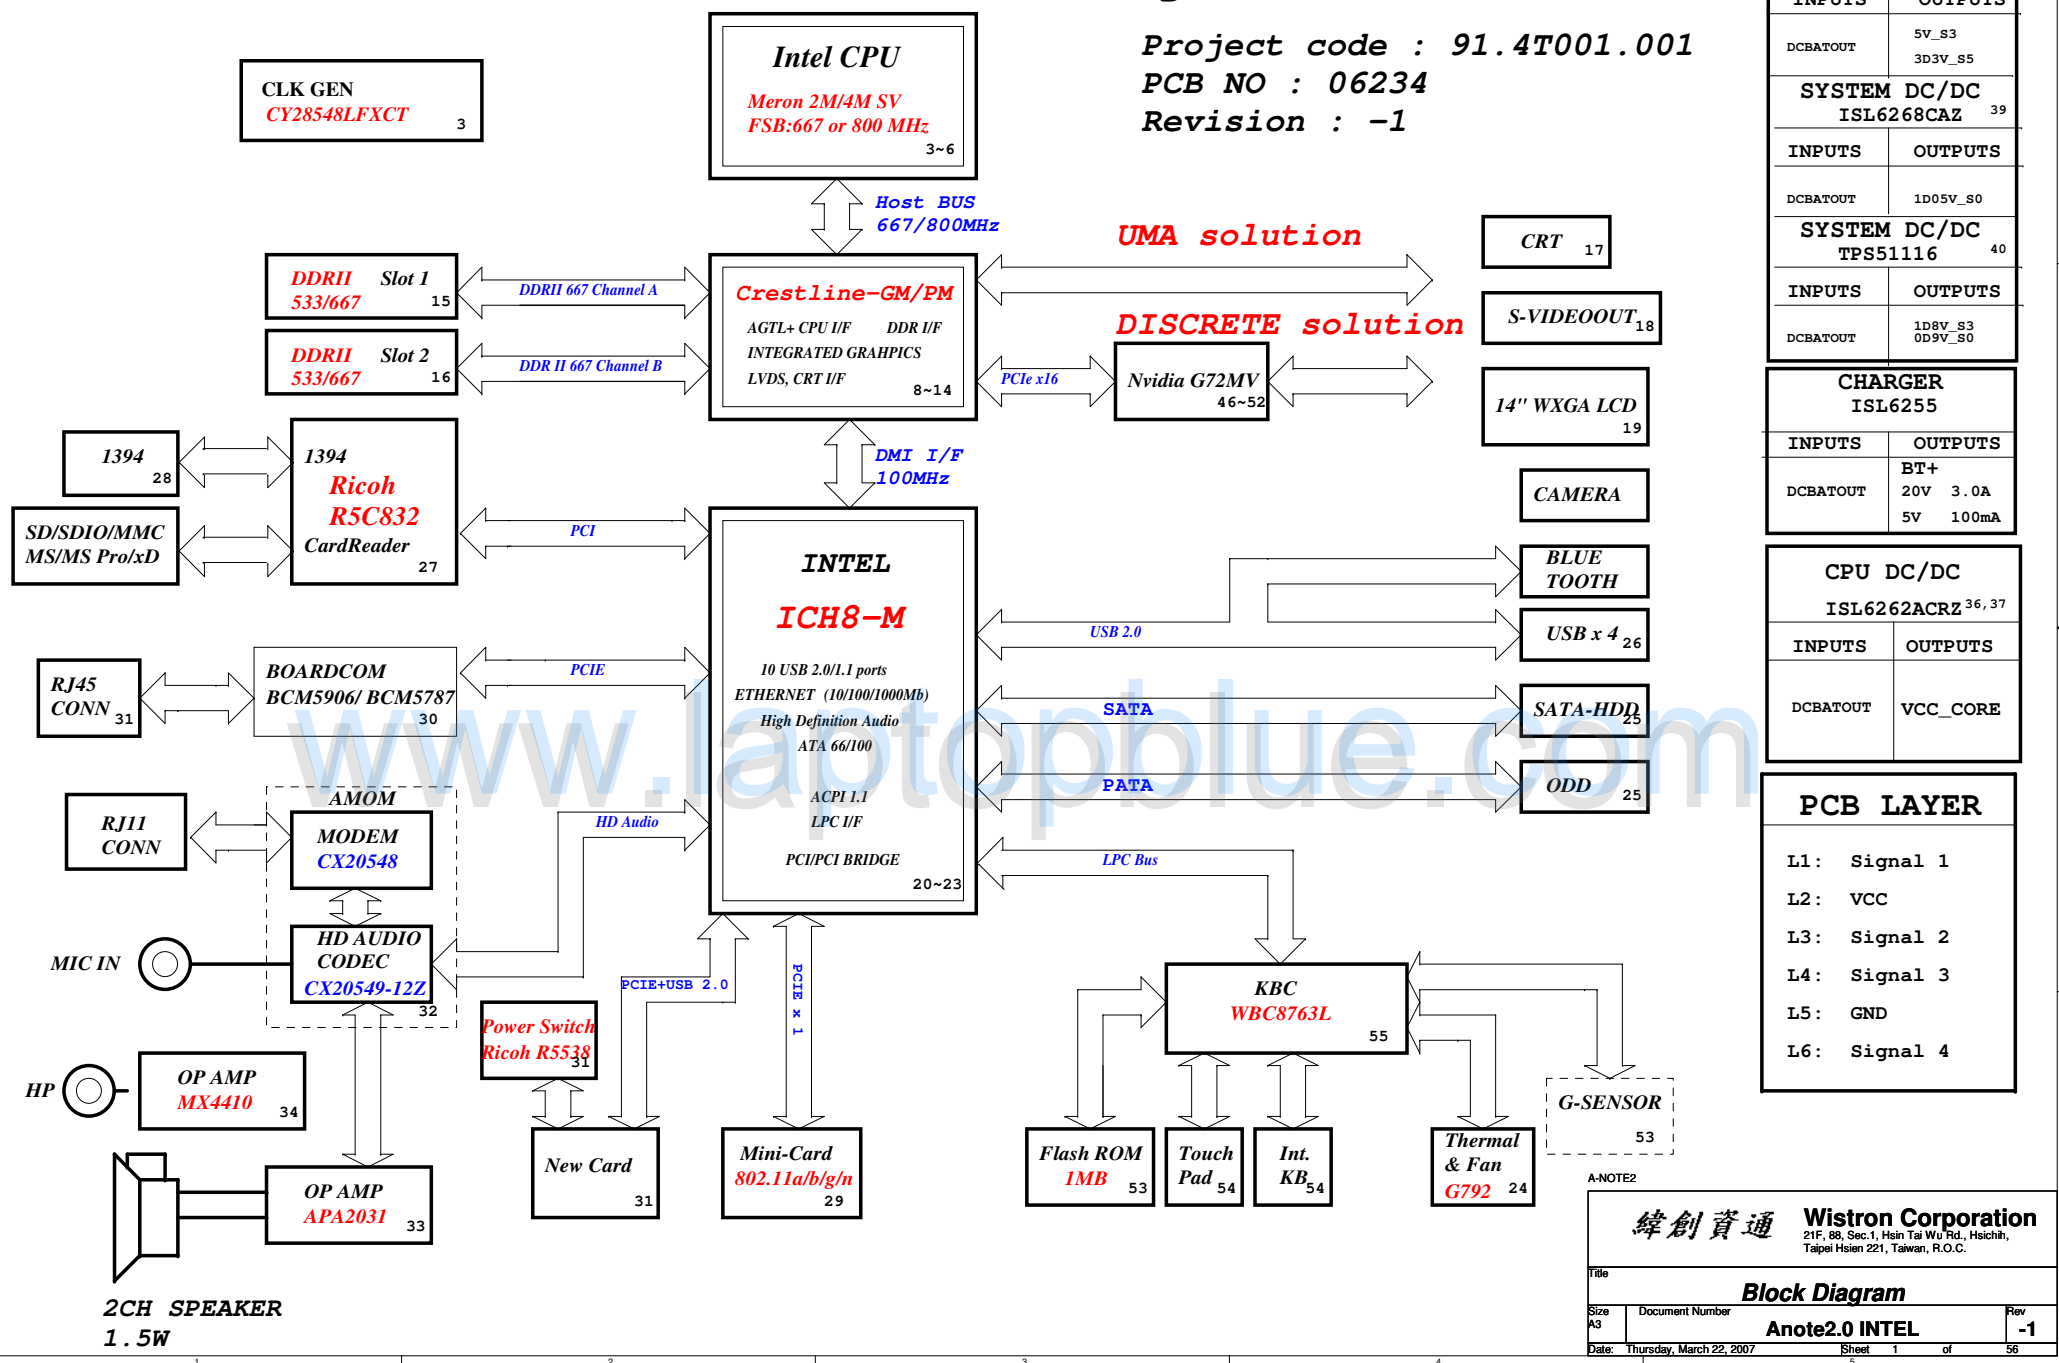 Project code : 91.4T001.001
PCB NO : 06234
Revision : -1
CLK GEN
CY28548LFXCT
3
Intel CPU
Meron 2M/4M SV
FSB:667 or 800 MHz
3~6
Host BUS
667/800MHz
UMA solution
DISCRETE solution
DDRII Slot 1
533/667
15
DDRII 667 Channel A
DDRII Slot 2
533/667
16
DDR II 667 Channel B
Crestline-GM/PM
AGTL+ CPU I/F DDR I/F
INTEGRATED GRAHPICS
LVDS, CRT I/F
8~14
PCIe x16
Nvidia G72MV
46~52
CRT
17
S-VIDEOOUT
18
14" WXGA LCD
19
CAMERA
BLUE
TOOTH
USB x 4
26
SATA-HDD
25
ODD
25
1394
28
SD/SDIO/MMC
MS/MS Pro/xD
1394
Ricoh
R5C832
CardReader
27
PCI
DMI I/F
100MHz
INTEL
ICH8-M
10 USB 2.0/1.1 ports
ETHERNET (10/100/1000Mb)
High Definition Audio
ATA 66/100
ACPI 1.1
LPC I/F
PCI/PCI BRIDGE
20~23
USB 2.0
SATA
PATA
LPC Bus
RJ45
CONN
31
BOARDCOM
BCM5906/ BCM5787
30
PCIE
www.laptopblue.com
RJ11
CONN
AMOM
MODEM
CX20548
HD Audio
MIC IN
HD AUDIO
CODEC
CX20549-12Z
32
PCIE+USB 2.0
PCIE x 1
Power Switch
Ricoh R5538
31
HP
OP AMP
MX4410
34
OP AMP
APA2031
33
2CH SPEAKER
1.5W
New Card
31
Mini-Card
802.11a/b/g/n
29
KBC
WBC8763L
55
Flash ROM
1MB
53
Touch
Pad
54
Int.
KB
54
Thermal
& Fan
G792
24
G-SENSOR
53
INPUTS OUTPUTS
DCBATOUT
5V_S3
3D3V_S5
SYSTEM DC/DC
ISL6268CAZ 39
INPUTS OUTPUTS
DCBATOUT 1D05V_S0
SYSTEM DC/DC
TPS51116 40
INPUTS OUTPUTS
DCBATOUT
1D8V_S3
0D9V_S0
CHARGER
ISL6255
INPUTS OUTPUTS
DCBATOUT
BT+
20V 3.0A
5V 100mA
CPU DC/DC
ISL6262ACRZ 36,37
INPUTS OUTPUTS
DCBATOUT VCC_CORE
PCB LAYER
L1: Signal 1
L2: VCC
L3: Signal 2
L4: Signal 3
L5: GND
L6: Signal 4
A-NOTE2
緯創資通
Wistron Corporation
21F, 88, Sec.1, Hsin Tai Wu Rd., Hsichih,
Taipei Hsien 221, Taiwan, R.O.C.
Title
Block Diagram
Size
A3
Document Number
Anote2.0 INTEL
Rev
-1
Date: Thursday, March 22, 2007
Sheet 1 of 56
1 2 3 4 5